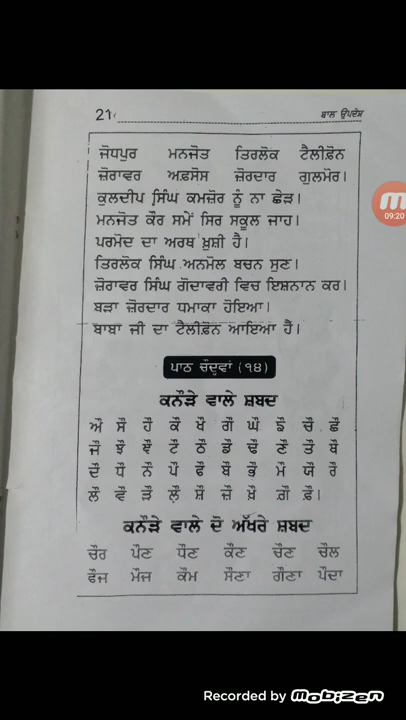 21
ਬਾਲ ਉਪਦੇਸ਼
ਜੋਧਪੁਰ ਮਨਜੋਤ ਤਿਰਲੋਕ ਟੈਲੀਫ਼ੋਨ
ਜ਼ੋਰਾਵਰ ਅਫ਼ਸੋਸ ਜ਼ੋਰਦਾਰ ਗੁਲਮੋਰ।
ਕੁਲਦੀਪ ਸਿੰਘ ਕਮਜ਼ੋਰ ਨੂੰ ਨਾ ਛੇੜ।
ਮਨਜੋਤ ਕੌਰ ਸਮੇਂ ਸਿਰ ਸਕੂਲ ਜਾਹ।
ਪਰਮੋਦ ਦਾ ਅਰਥ ਖ਼ੁਸ਼ੀ ਹੈ।
ਤਿਰਲੋਕ ਸਿੰਘ ਅਨਮੋਲ ਬਚਨ ਸੁਣ।
ਜ਼ੋਰਾਵਰ ਸਿੰਘ ਗੋਦਾਵਰੀ ਵਿਚ ਇਸ਼ਨਾਨ ਕਰ।
ਬੜਾ ਜ਼ੋਰਦਾਰ ਧਮਾਕਾ ਹੋਇਆ।
ਬਾਬਾ ਜੀ ਦਾ ਟੈਲੀਫ਼ੋਨ ਆਇਆ ਹੈਂ।
ਪਾਠ ਚੌਦ੍ਹਵਾਂ (੧੪)
ਕਨੌੜੇ ਵਾਲੇ ਸ਼ਬਦ
ਔ ਸੌ ਹੌ ਕੌ ਖੌ ਗੌ ਘੌ ਙੌ ਚੌ ਛੌ
ਜੌ ਝੌ ਞੌ ਟੌ ਠੌ ਡੌ ਢੌ ਣੌ ਤੌ ਥੌ
ਦੌ ਧੌ ਨੌ ਪੌ ਫੌ ਬੌ ਭੌ ਮੌ ਯੌ ਰੌ
ਲੌ ਵੌ ੜੌ ਲ਼ੌ ਸ਼ੌ ਜ਼ੌ ਖ਼ੌ ਗ਼ੌ ਫ਼ੌ।
ਕਨੌੜੇ ਵਾਲੇ ਦੋ ਅੱਖਰੇ ਸ਼ਬਦ
ਚੌਰ ਪੌਣ ਧੌਣ ਕੌਣ ਚੌਣ ਚੌਲ
ਫੌਜ ਮੌਜ ਕੌਮ ਸੌਣਾ ਗੌਣਾ ਪੌਦਾ
09:20
Recorded by mobizen